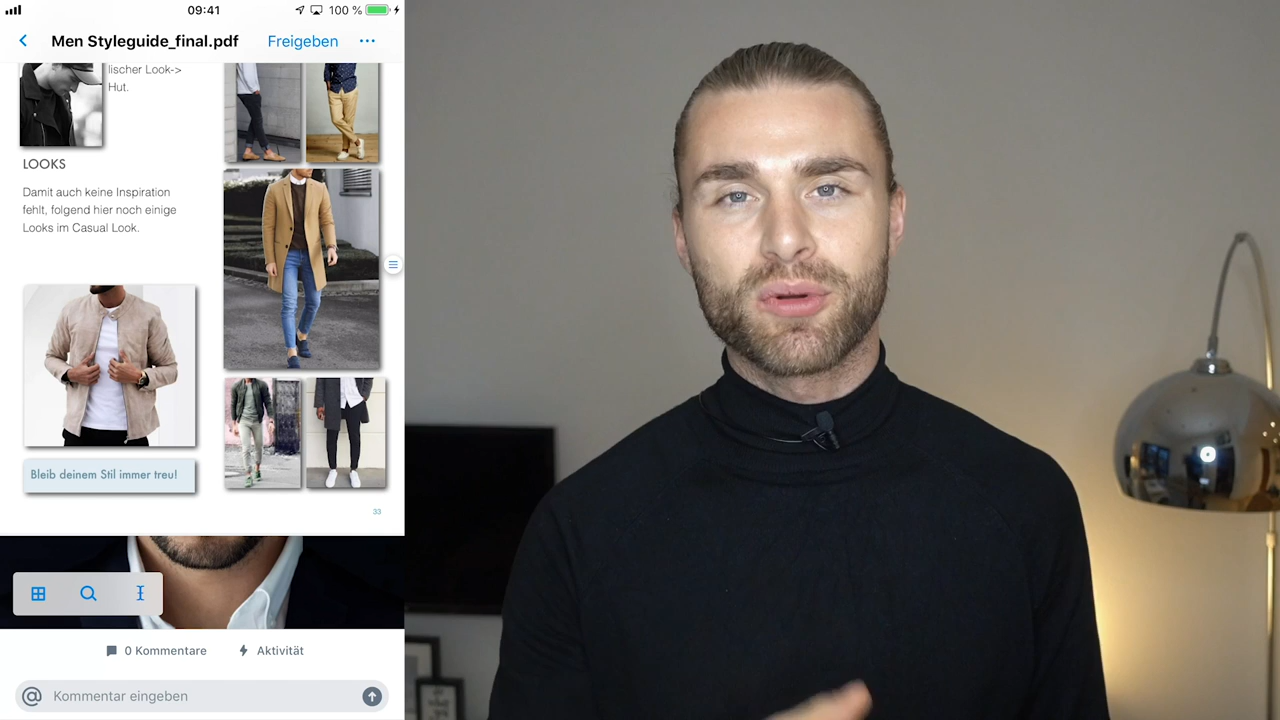 09:41
100 %
Men Styleguide_final.pdf
Freigeben
lischer Look->
Hut.
LOOKS
Damit auch keine Inspiration
fehlt, folgend hier noch einige
Looks im Casual Look.
Bleib deinem Stil immer treu!
33
0 Kommentare
Aktivität
@ Kommentar eingeben